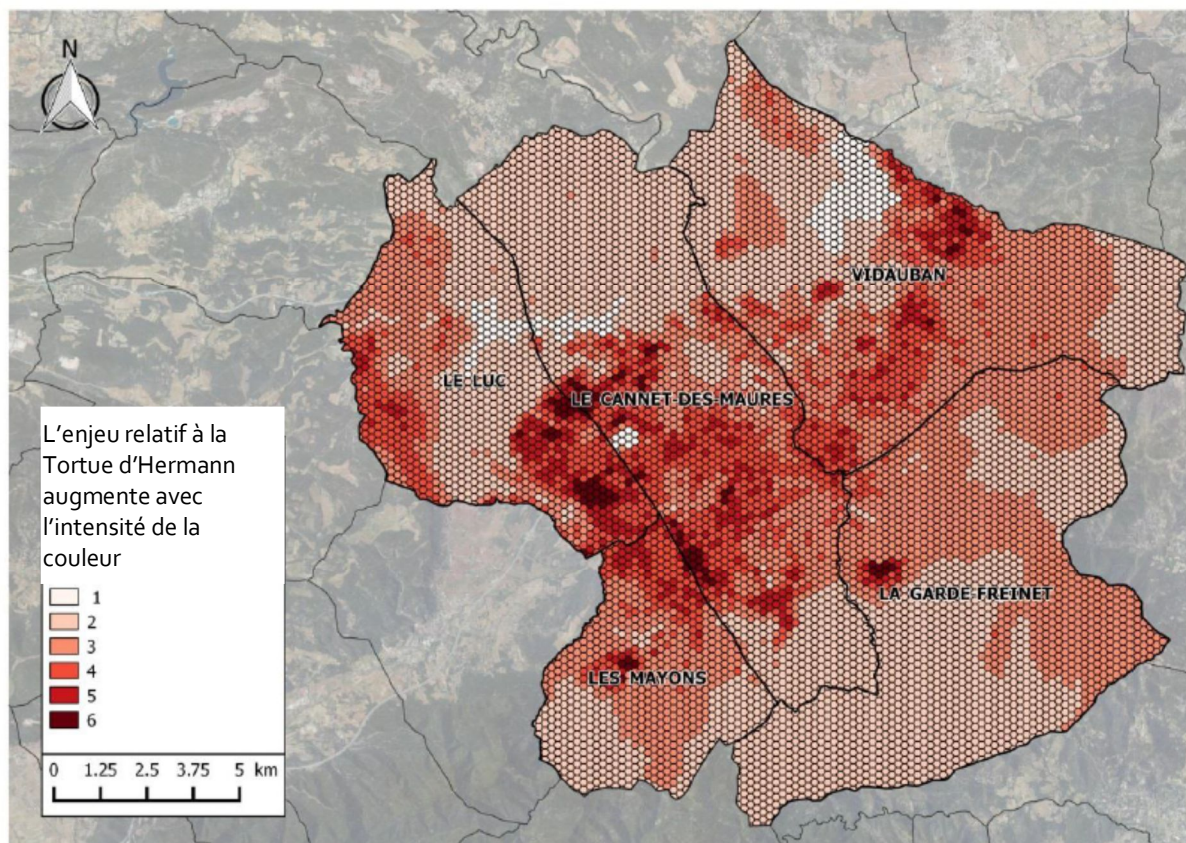 N
VIDAUBAN
LE LUC
LE CANNET-DES-MAURES
LA GARDE-FREINET
LES MAYONS
L'enjeu relatif à la
Tortue d'Hermann
augmente avec
l'intensité de la
couleur
1
2
3
4
5
6
0 1.25 2.5 3.75 5 km